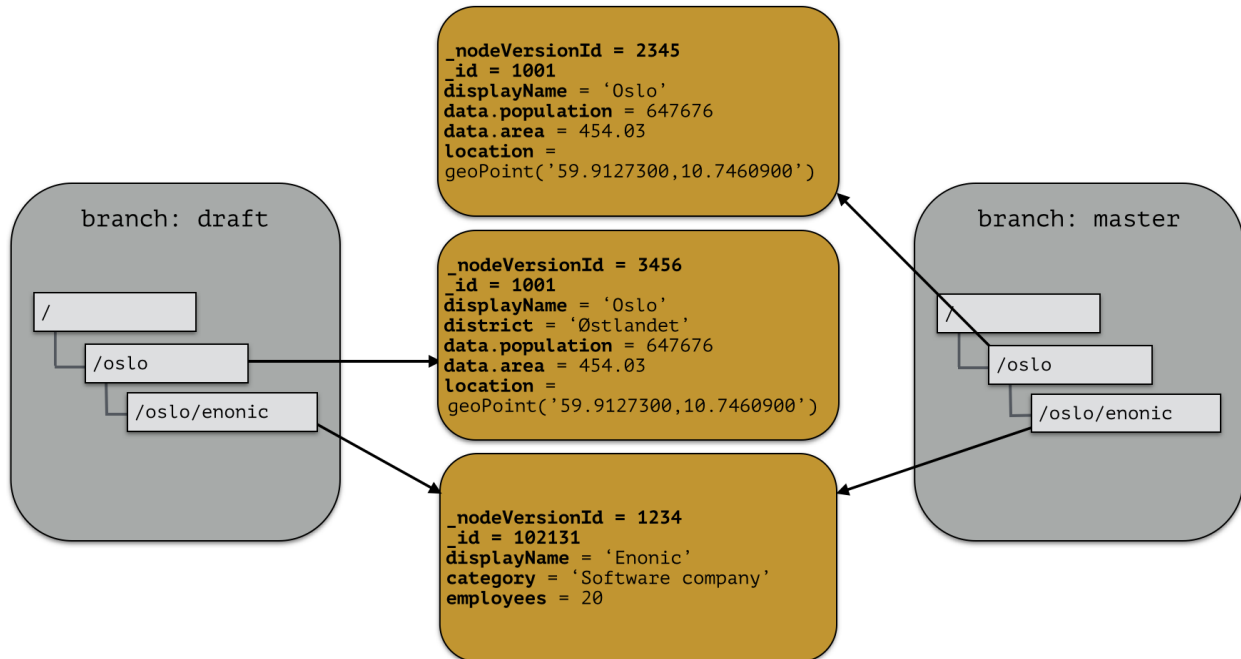 branch: draft
/
/oslo
/oslo/enonic
_nodeVersionId = 2345
_id = 1001
displayName = ‘Oslo’
data.population = 647676
data.area = 454.03
location =
geoPoint(’59.9127300,10.7460900’)
_nodeVersionId = 3456
_id = 1001
displayName = ‘Oslo’
district = ‘Østlandet’
data.population = 647676
data.area = 454.03
location =
geoPoint(’59.9127300,10.7460900’)
_nodeVersionId = 1234
_id = 102131
displayName = ‘Enonic’
category = ‘Software company’
employees = 20
branch: master
/
/oslo
/oslo/enonic